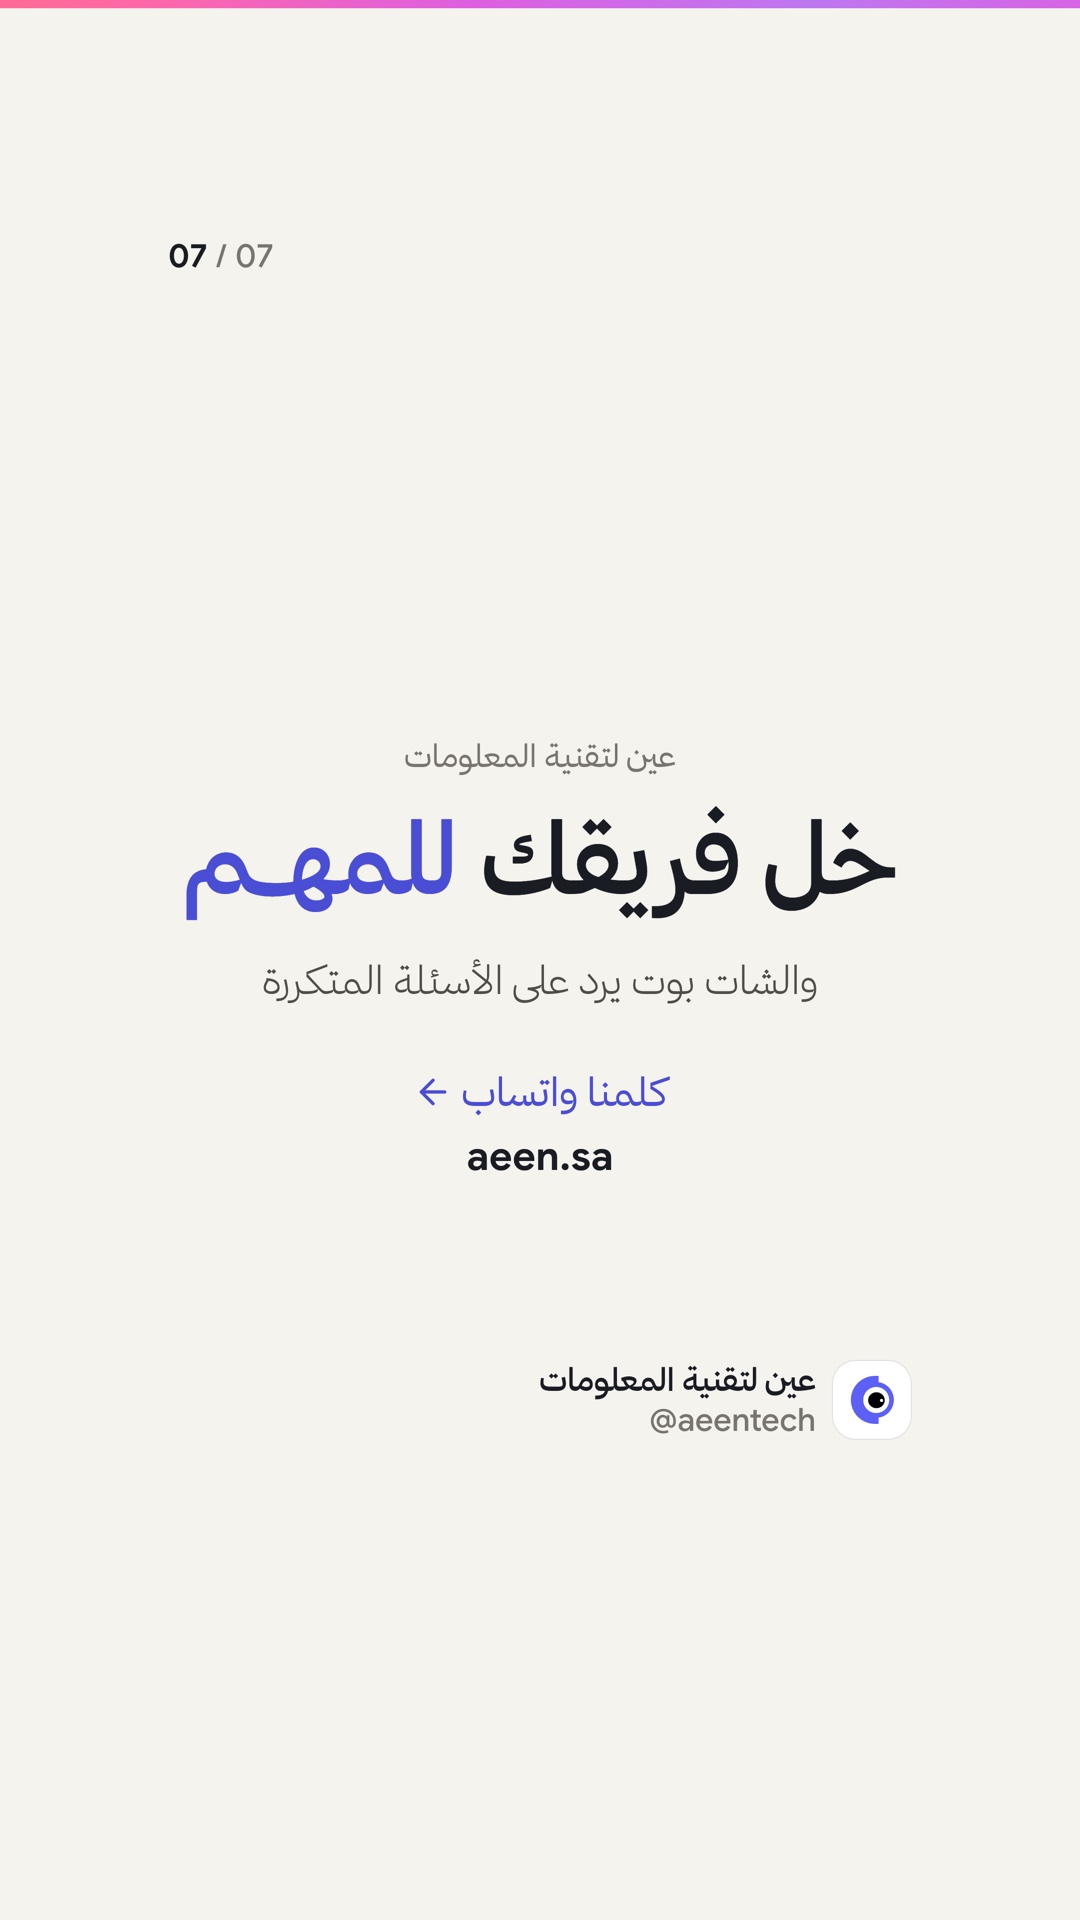 07 / 07
عين لتقنية المعلومات
خل فريقك للمهـم
والشات بوت يرد على الأسئلة المتكررة
كلمنا واتساب ←
aeen.sa
عين لتقنية المعلومات
@aeentech